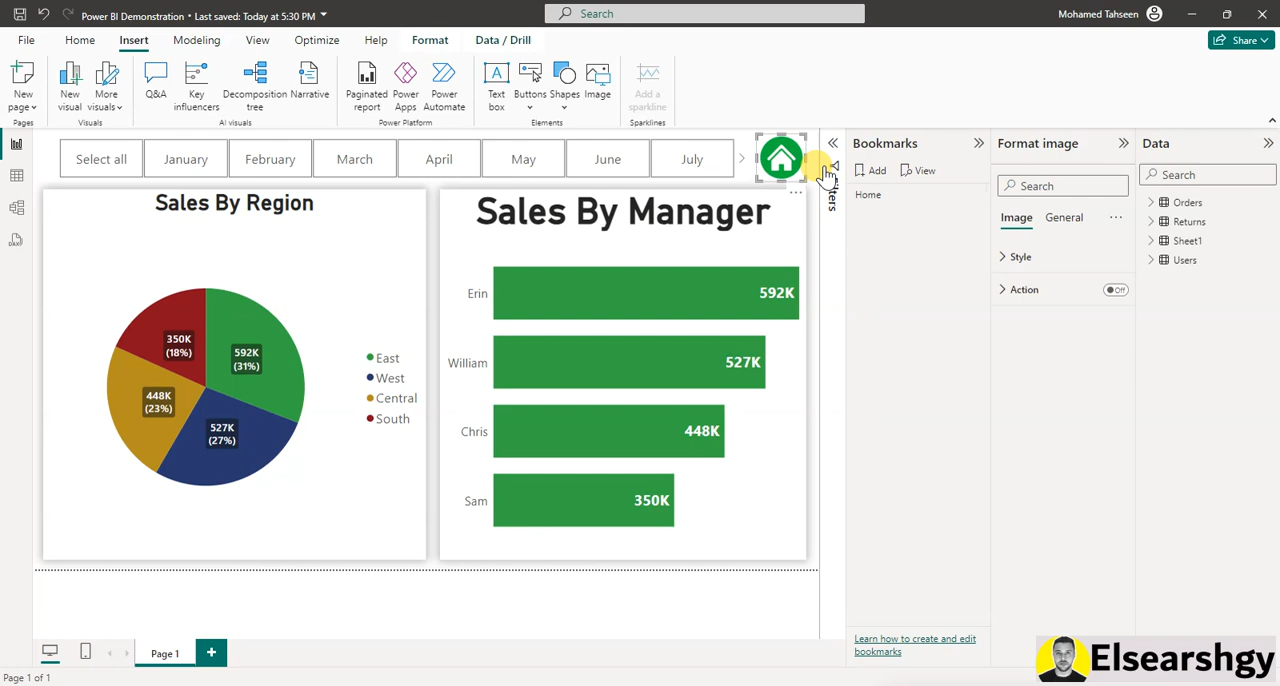 Power BI Demonstration • Last saved: Today at 5:30 PM
Search
Mohamed Tahseen
File Home Insert Modeling View Optimize Help Format Data / Drill
Share
New page
New visual
More visuals
Q&A
Key influencers
Decomposition tree
Narrative
Paginated report
Power Apps
Power Automate
Text box
Buttons
Shapes
Image
Add a sparkline
Pages Visuals AI visuals Power Platform Elements Sparklines
Select all January February March April May June July
Filters
Bookmarks
Add View
Home
Learn how to create and edit
bookmarks
Format image
Search
Image General
Style
Action Off
Data
Search
Orders
Returns
Sheet1
Users
Sales By Region
350K
(18%)
592K
(31%)
448K
(23%)
527K
(27%)
East
West
Central
South
Sales By Manager
Erin 592K
William 527K
Chris 448K
Sam 350K
Page 1
Page 1 of 1
Elsearshgy